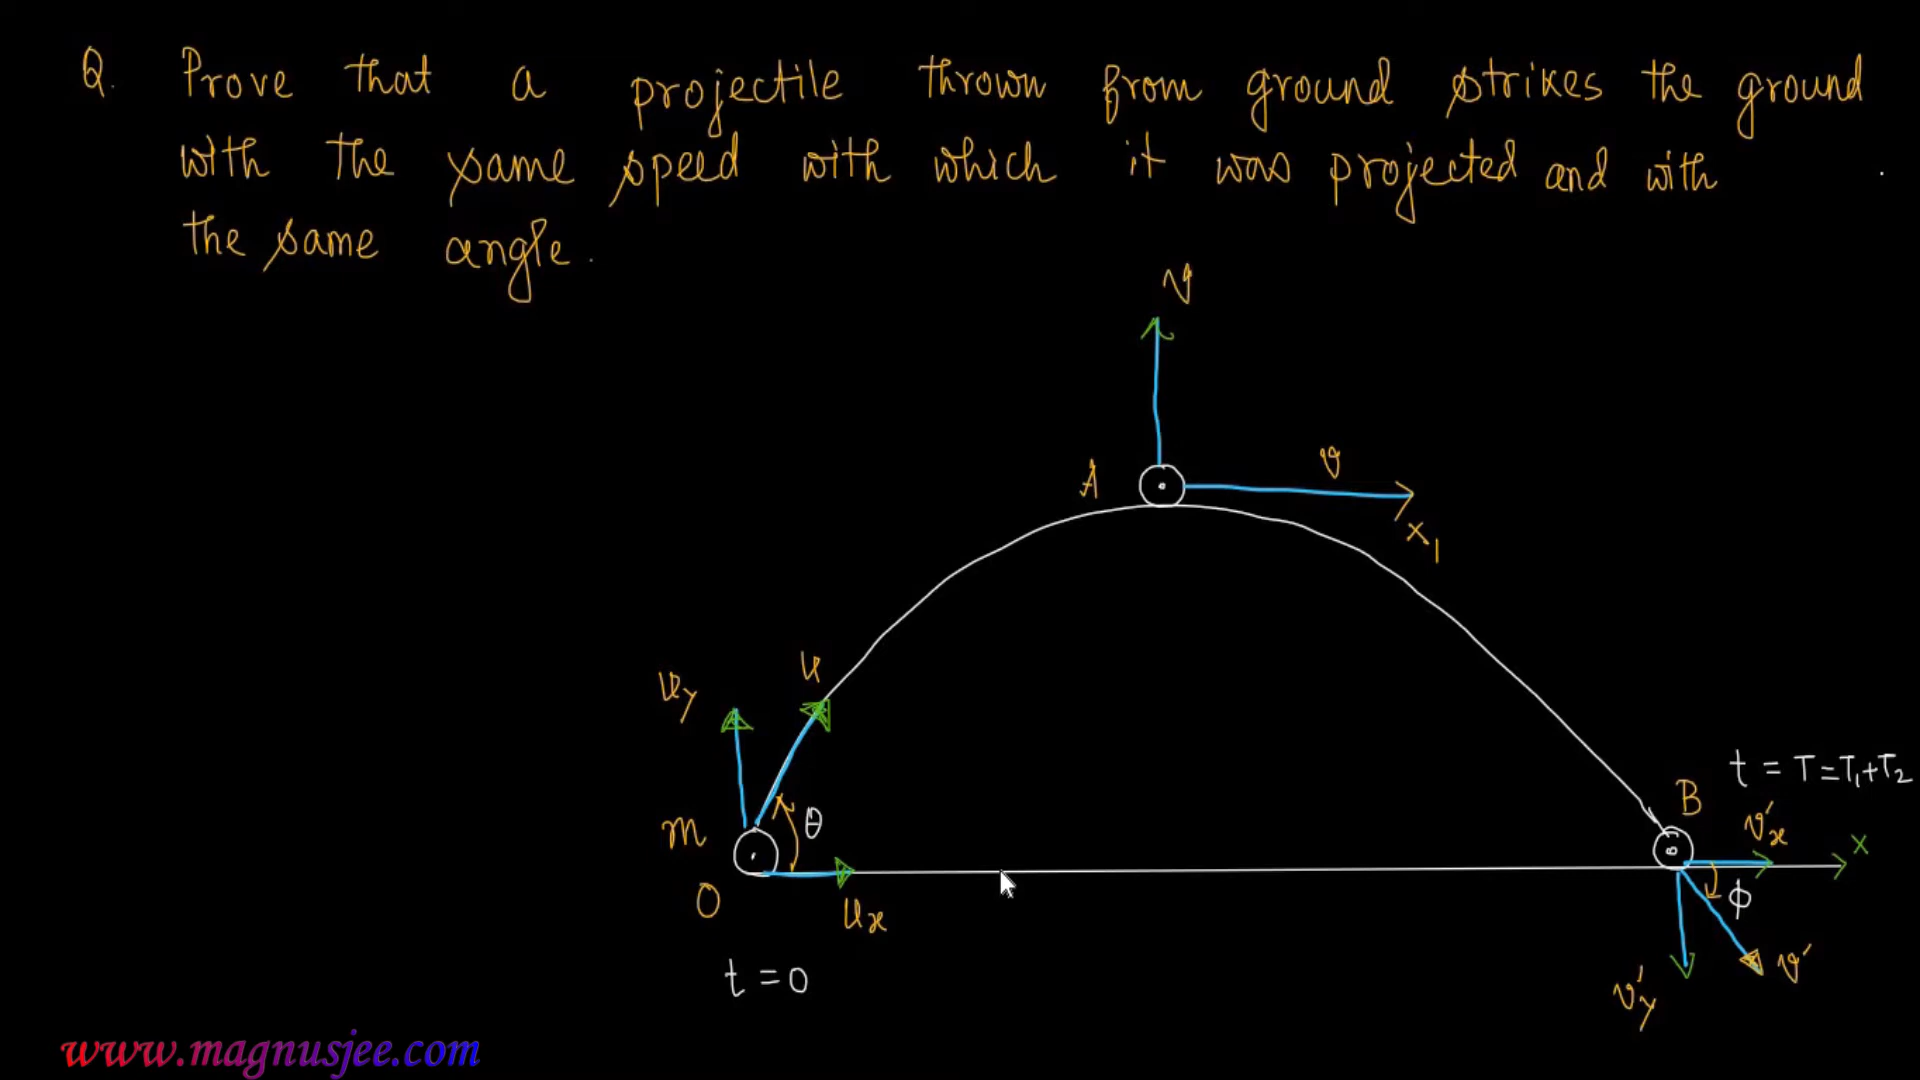 Q. Prove that a projectile thrown from ground strikes the ground
with the same speed with which it was projected and with
the same angle.
y
A
v
x1
u
uy
t = T = T1+T2
B
v'x
m
θ
x
O
ux
φ
v'
v'y
t = 0
www.magnusjee.com